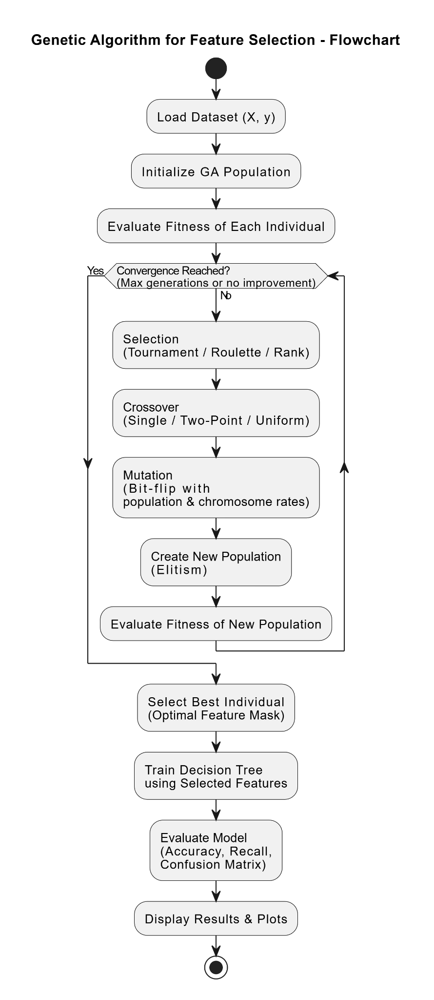 Genetic Algorithm for Feature Selection - Flowchart
Load Dataset (X, y)
Initialize GA Population
Evaluate Fitness of Each Individual
Yes
Convergence Reached?
(Max generations or no improvement)
No
Selection
(Tournament / Roulette / Rank)
Crossover
(Single / Two-Point / Uniform)
Mutation
(Bit-flip with
population & chromosome rates)
Create New Population
(Elitism)
Evaluate Fitness of New Population
Select Best Individual
(Optimal Feature Mask)
Train Decision Tree
using Selected Features
Evaluate Model
(Accuracy, Recall,
Confusion Matrix)
Display Results & Plots